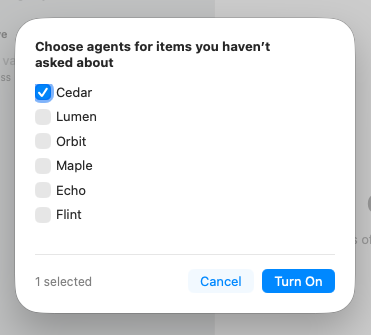 Choose agents for items you haven’t
asked about
Cedar
Lumen
Orbit
Maple
Echo
Flint
1 selected
Cancel
Turn On